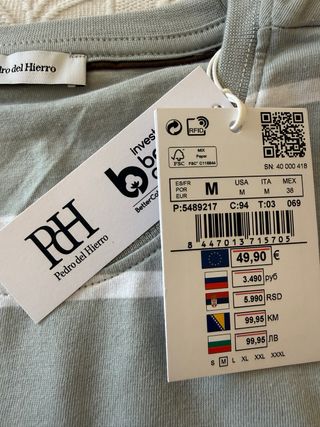 Pedro del Hierro
PdH
Pedro del Hierro
invest
b
BetterCo
RFID
FSC
MIX
Paper
SN: 40 000 418
ES/FR
POR
EUR
M
USA
M
ITA
M
MEX
38
P:5489217 C:94 T:03 069
8 447013 715705
49,90 €
3.490 руб
5.990 RSD
99,95 KM
99,95 ЛВ
S M L XL XXL XXXL